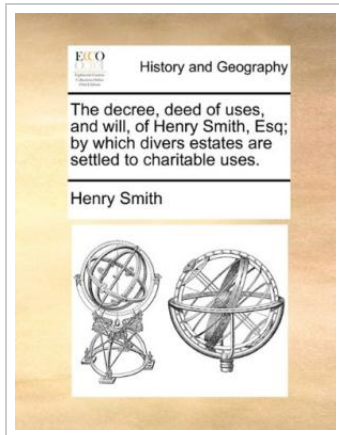 ECCO
History and Geography
The decree, deed of uses,
and will, of Henry Smith, Esq;
by which divers estates are
settled to charitable uses.
Henry Smith